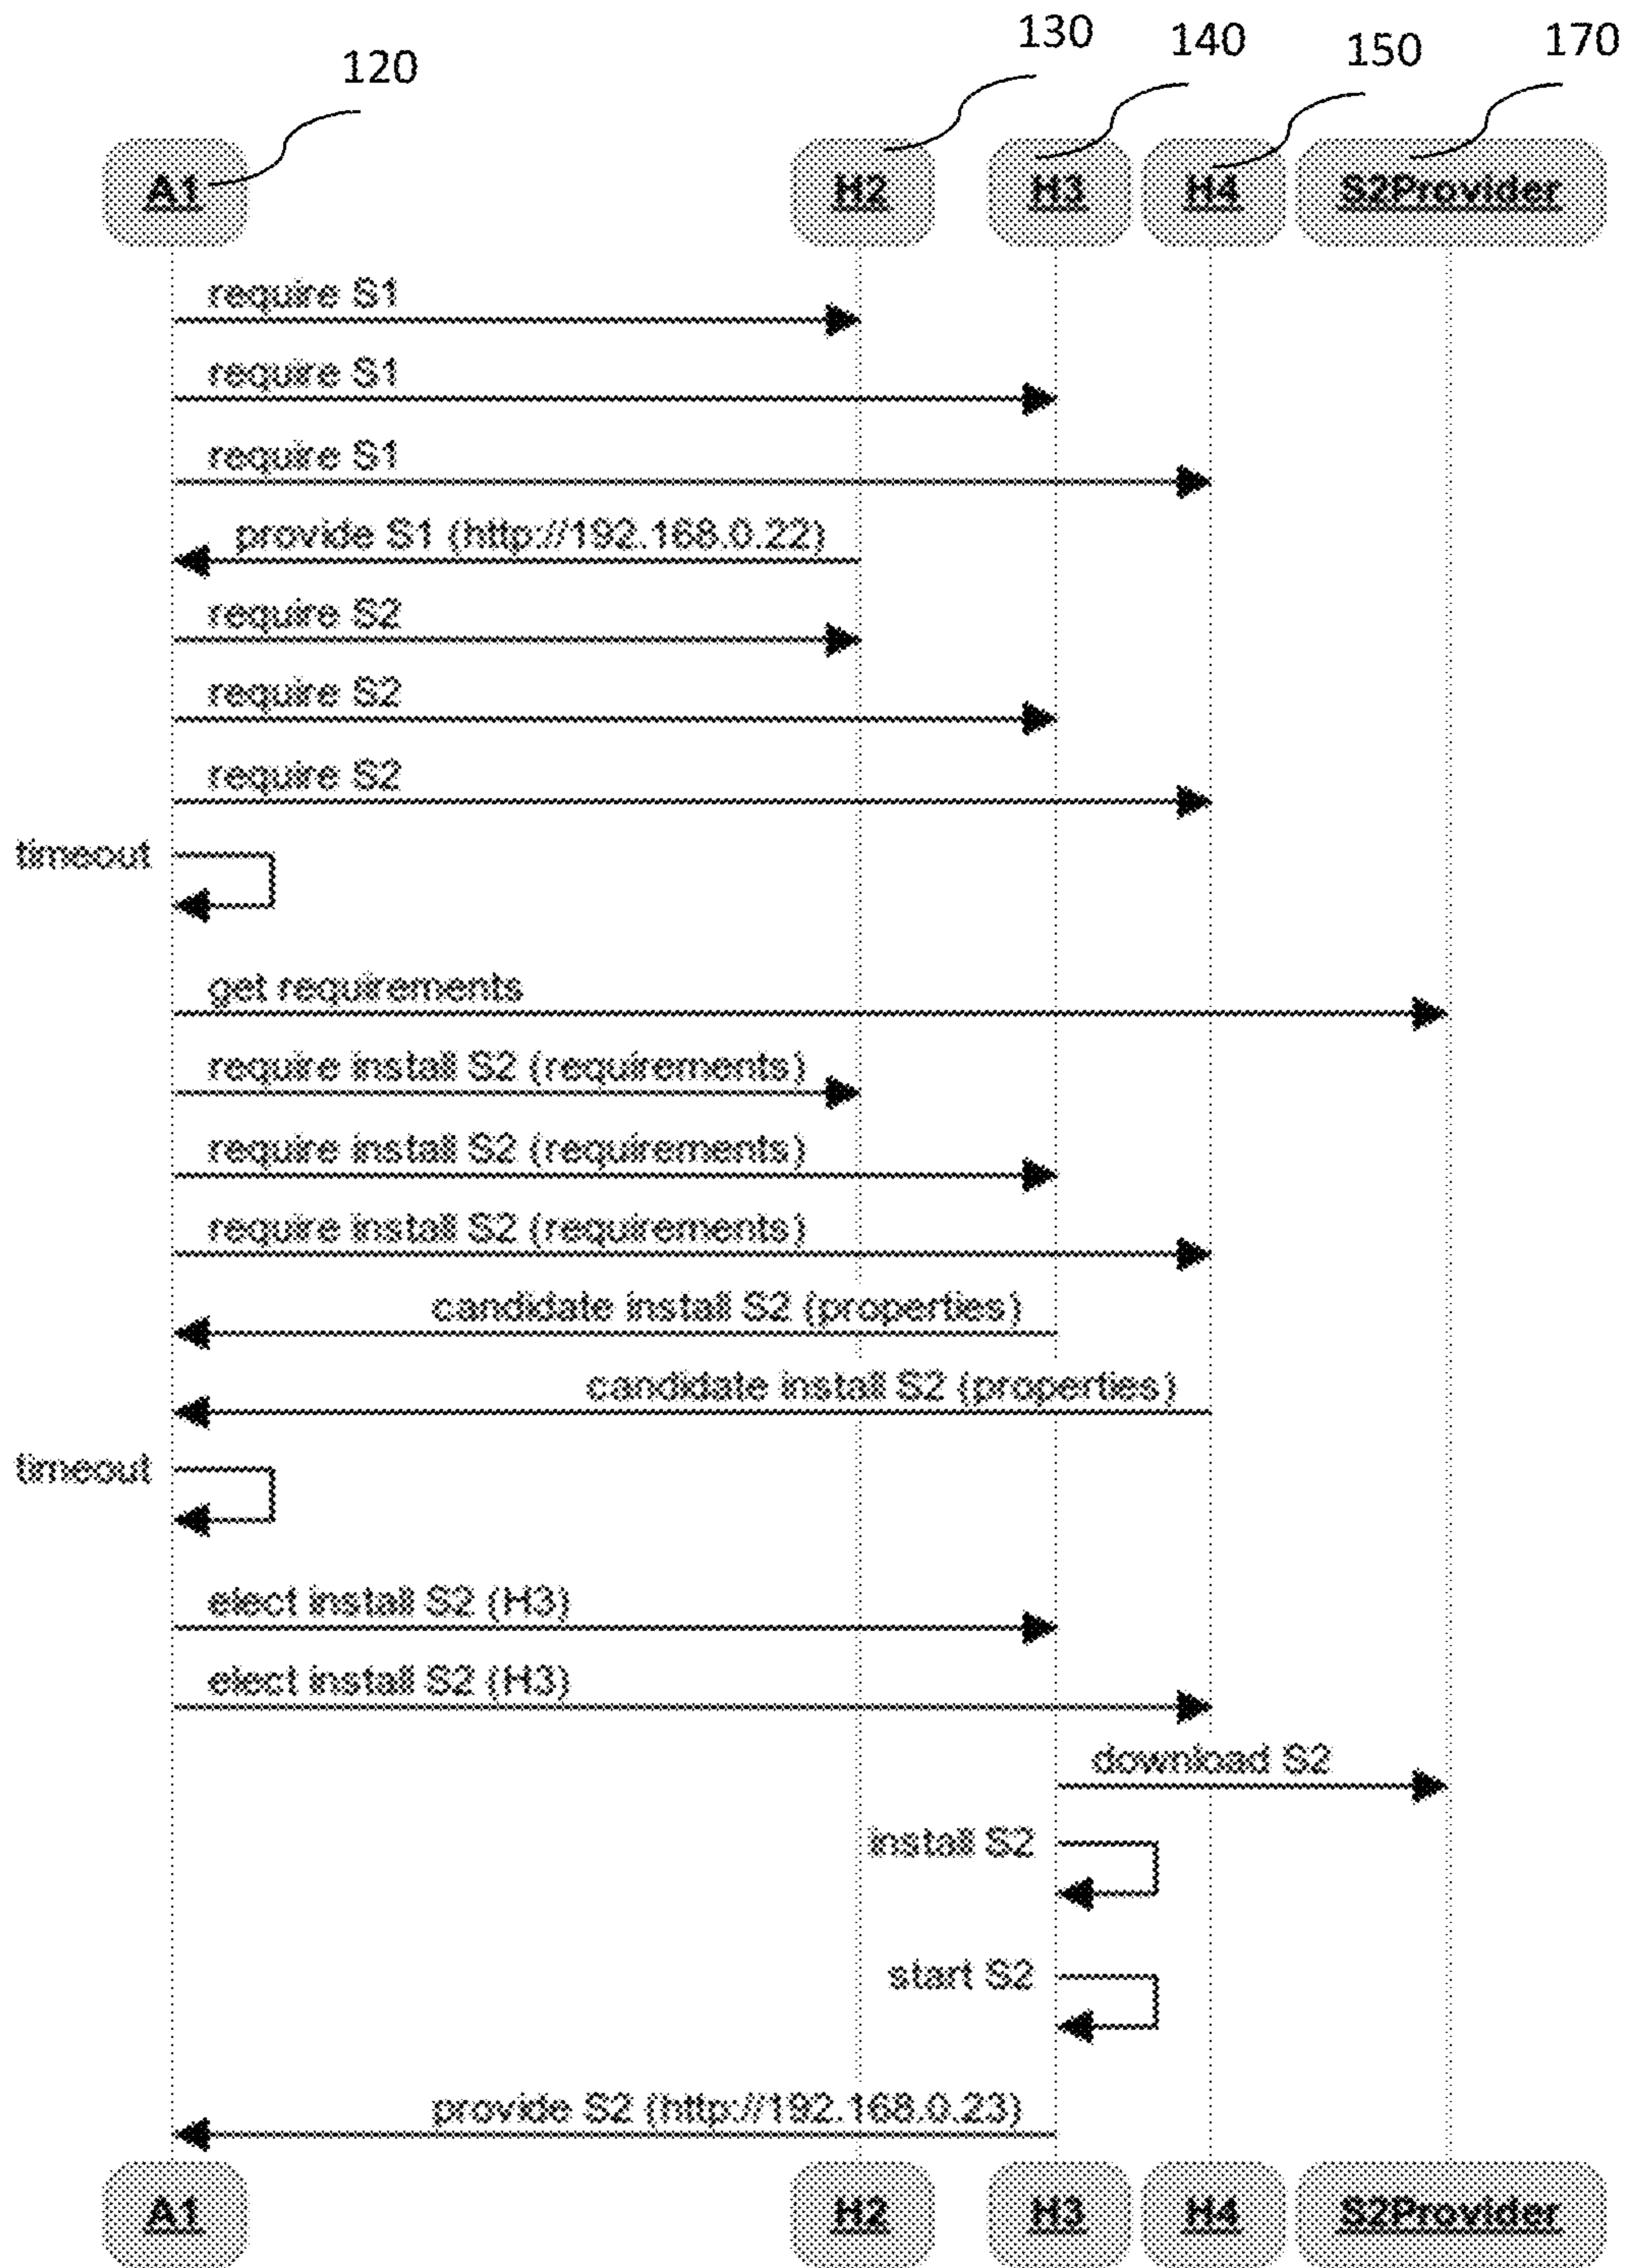 120
130
140
150
170
A1
H2
H3
H4
S2Provider
require S1
require S1
require S1
provide S1 (http://192.168.0.22)
require S2
require S2
require S2
timeout
get requirements
require install S2 (requirements)
require install S2 (requirements)
require install S2 (requirements)
candidate install S2 (properties)
candidate install S2 (properties)
timeout
elect install S2 (H3)
elect install S2 (H3)
download S2
install S2
start S2
provide S2 (http://192.168.0.23)
A1
H2
H3
H4
S2Provider